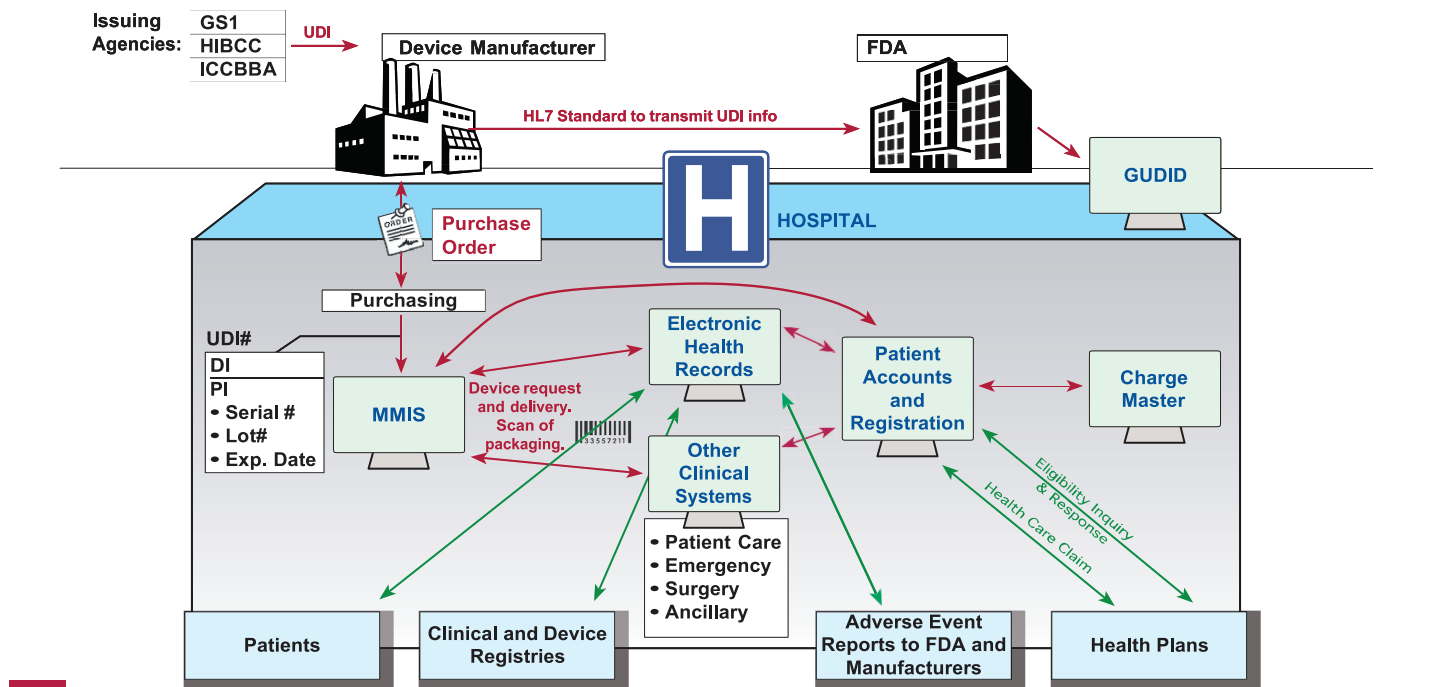 Issuing
Agencies:
GS1
HIBCC
ICCBBA
UDI
Device Manufacturer
FDA
HL7 Standard to transmit UDI info
GUDID
H
HOSPITAL
ORDER
Purchase
Order
Purchasing
UDI#
DI
PI
• Serial #
• Lot#
• Exp. Date
MMIS
Device request
and delivery.
Scan of
packaging.
33557211
Electronic
Health
Records
Other
Clinical
Systems
• Patient Care
• Emergency
• Surgery
• Ancillary
Patient
Accounts
and
Registration
Charge
Master
Eligibility Inquiry
& Response
Health Care Claim
Patients
Clinical and Device
Registries
Adverse Event
Reports to FDA and
Manufacturers
Health Plans